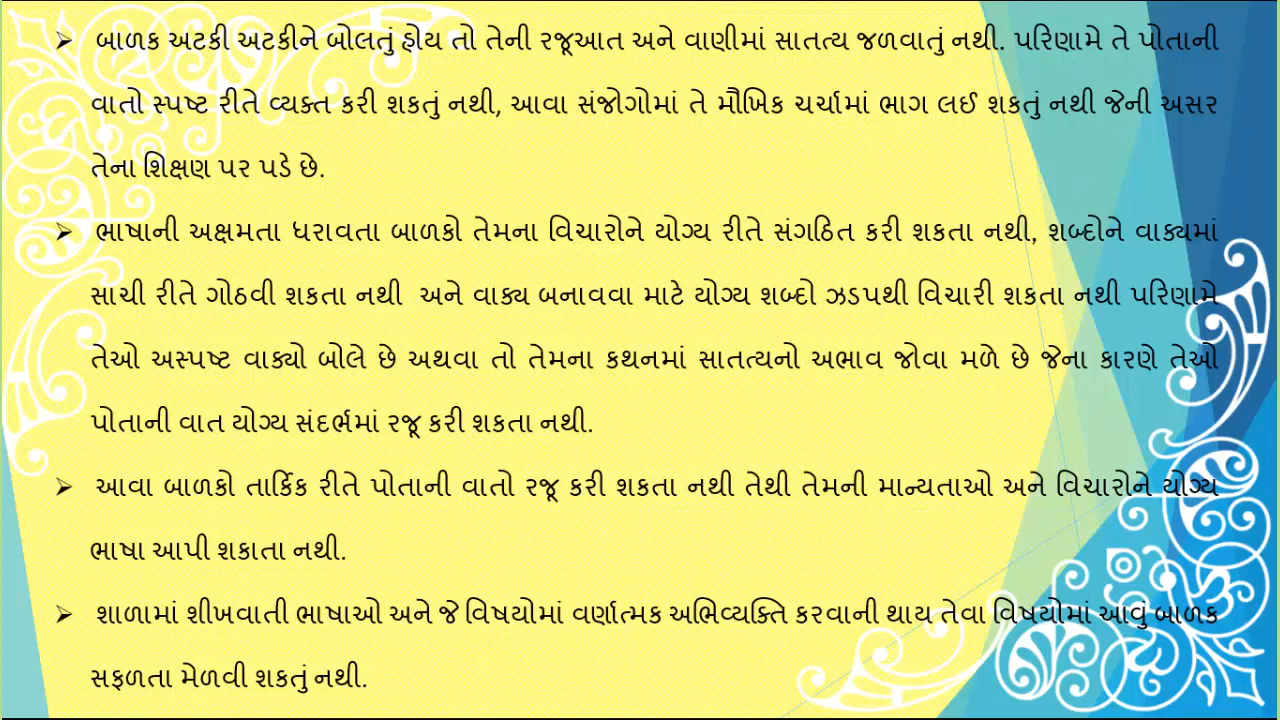 ➢ બાળક અટકી અટકીને બોલતું હોય તો તેની રજૂઆત અને વાણીમાં સાતત્ય જળવાતું નથી. પરિણામે તે પોતાની
વાતો સ્પષ્ટ રીતે વ્યક્ત કરી શકતું નથી, આવા સંજોગોમાં તે મૌખિક ચર્ચામાં ભાગ લઈ શકતું નથી જેની અસર
તેના શિક્ષણ પર પડે છે.
➢ ભાષાની અક્ષમતા ધરાવતા બાળકો તેમના વિચારોને યોગ્ય રીતે સંગઠિત કરી શકતા નથી, શબ્દોને વાક્યમાં
સાચી રીતે ગોઠવી શકતા નથી અને વાક્ય બનાવવા માટે યોગ્ય શબ્દો ઝડપથી વિચારી શકતા નથી પરિણામે
તેઓ અસ્પષ્ટ વાક્યો બોલે છે અથવા તો તેમના કથનમાં સાતત્યનો અભાવ જોવા મળે છે જેના કારણે તેઓ
પોતાની વાત યોગ્ય સંદર્ભમાં રજૂ કરી શકતા નથી.
➢ આવા બાળકો તાર્કિક રીતે પોતાની વાતો રજૂ કરી શકતા નથી તેથી તેમની માન્યતાઓ અને વિચારોને યોગ્ય
ભાષા આપી શકાતા નથી.
➢ શાળામાં શીખવાતી ભાષાઓ અને જે વિષયોમાં વર્ણાત્મક અભિવ્યક્તિ કરવાની થાય તેવા વિષયોમાં આવું બાળક
સફળતા મેળવી શકતું નથી.